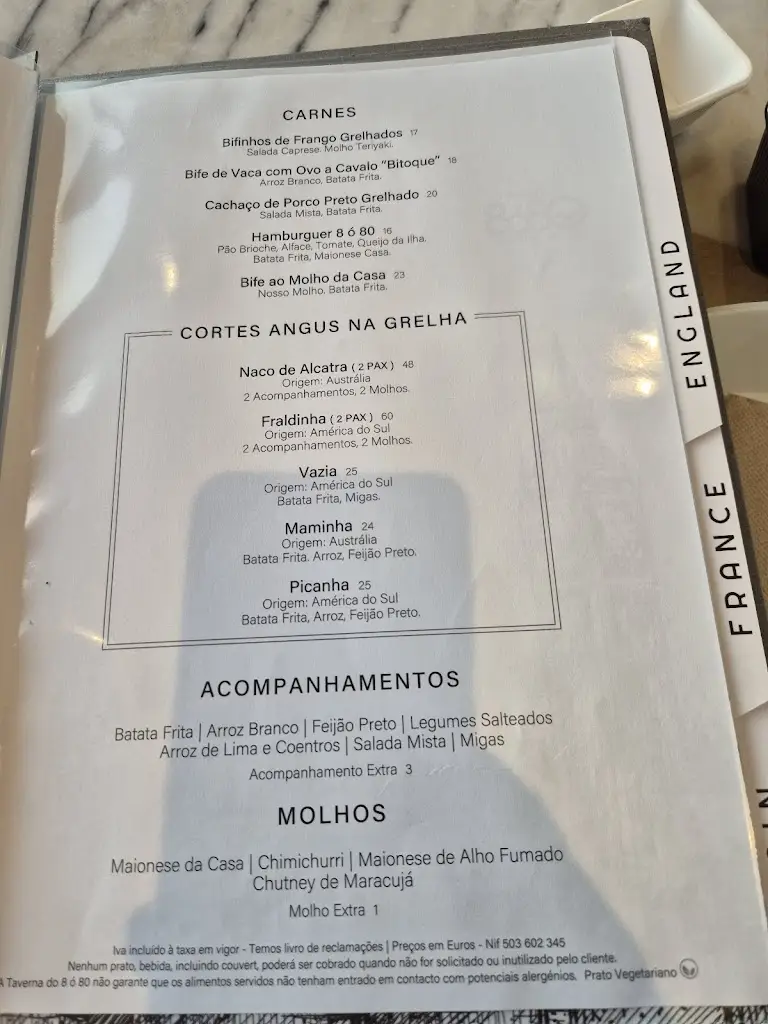 CARNES
Bifinhos de Frango Grelhados 17
Salada Caprese. Molho Teriyaki.
Bife de Vaca com Ovo a Cavalo “Bitoque” 18
Arroz Branco, Batata Frita.
Cachaço de Porco Preto Grelhado 20
Salada Mista, Batata Frita.
Hamburguer 8 ó 80 16
Pão Brioche, Alface, Tomate, Queijo da Ilha.
Batata Frita, Maionese Casa.
Bife ao Molho da Casa 23
Nosso Molho. Batata Frita.
CORTES ANGUS NA GRELHA
Naco de Alcatra ( 2 PAX ) 48
Origem: Austrália
2 Acompanhamentos, 2 Molhos.
Fraldinha ( 2 PAX ) 60
Origem: América do Sul
2 Acompanhamentos, 2 Molhos.
Vazia 25
Origem: América do Sul
Batata Frita, Migas.
Maminha 24
Origem: Austrália
Batata Frita. Arroz, Feijão Preto.
Picanha 25
Origem: América do Sul
Batata Frita, Arroz, Feijão Preto.
ACOMPANHAMENTOS
Batata Frita | Arroz Branco | Feijão Preto | Legumes Salteados
Arroz de Lima e Coentros | Salada Mista | Migas
Acompanhamento Extra 3
MOLHOS
Maionese da Casa | Chimichurri | Maionese de Alho Fumado
Chutney de Maracujá
Molho Extra 1
Iva incluído à taxa em vigor - Temos livro de reclamações | Preços em Euros - Nif 503 602 345
Nenhum prato, bebida, incluindo couvert, poderá ser cobrado quando não for solicitado ou inutilizado pelo cliente.
A Taverna do 8 ó 80 não garante que os alimentos servidos não tenham entrado em contacto com potenciais alergénios. Prato Vegetariano
ENGLAND
FRANCE